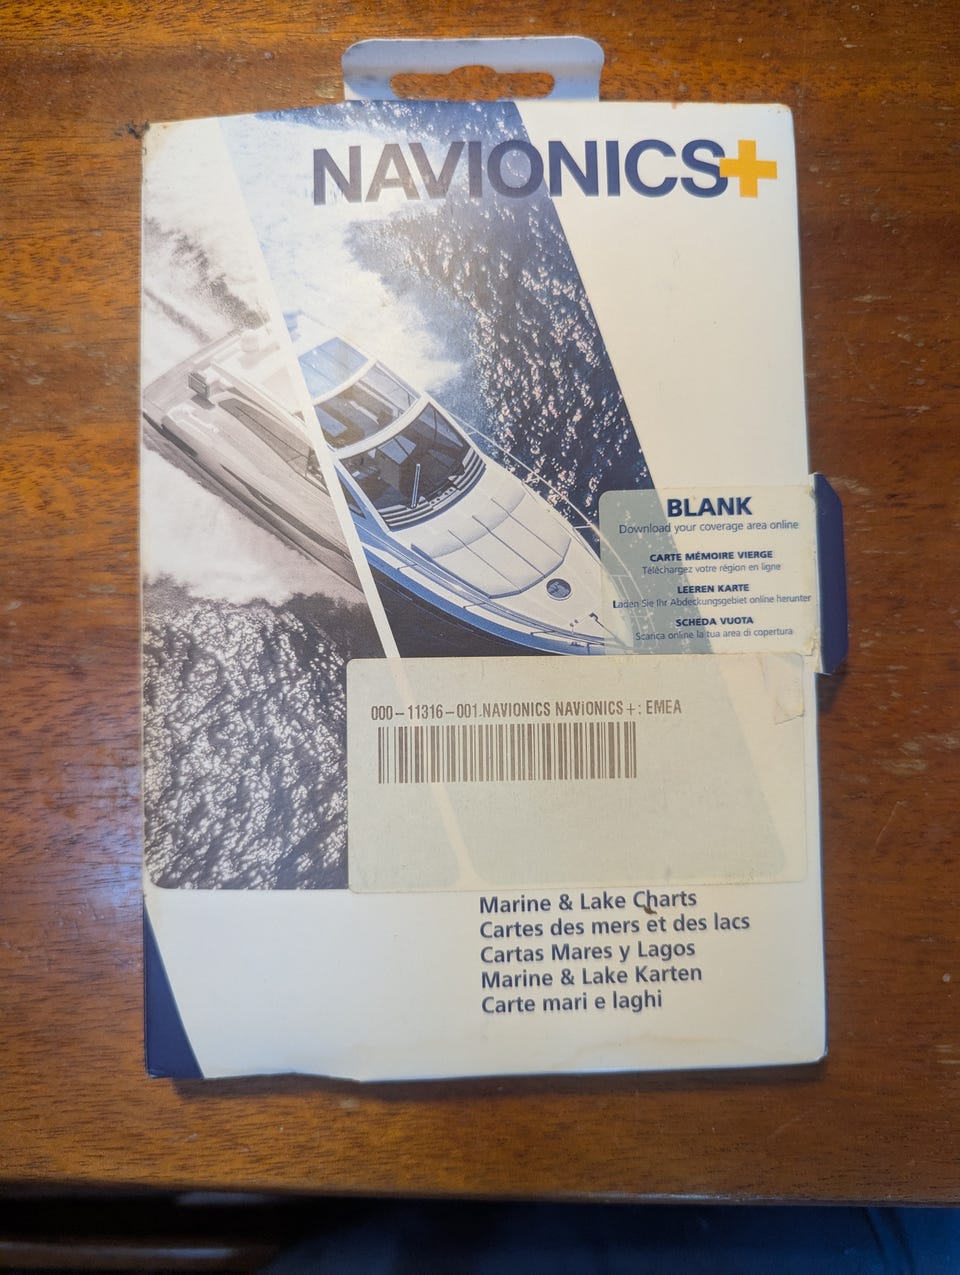 NAVIONICS+
BLANK
Download your coverage area online
CARTE MÉMOIRE VIERGE
Téléchargez votre région en ligne
LEEREN KARTE
Laden Sie Ihr Abdeckungsgebiet online herunter
SCHEDA VUOTA
Scarica online la tua area di copertura
000-11316-001.NAVIONICS NAViONICS+: EMEA
Marine & Lake Charts
Cartes des mers et des lacs
Cartas Mares y Lagos
Marine & Lake Karten
Carte mari e laghi